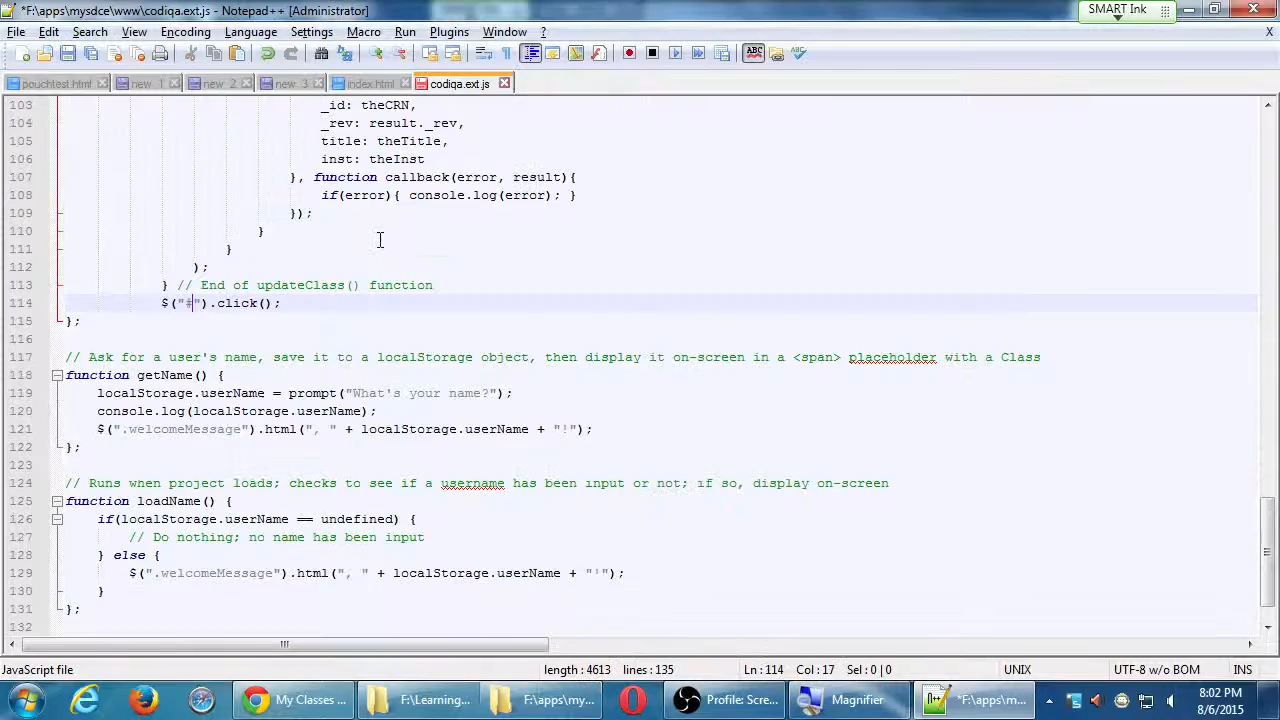 *F:\apps\mysdce\www\codiqa.ext.js - Notepad++ [Administrator]
SMART Ink
File Edit Search View Encoding Language Settings Macro Run Plugins Window ?
X
ABC
ABC
pouchtest.html new 1 new 2 new 3 index.html codiqa.ext.js
103 _id: theCRN,
104 _rev: result._rev,
105 title: theTitle,
106 inst: theInst
107 }, function callback(error, result){
108 if(error){ console.log(error); }
109 });
110 }
111 }
112 );
113 } // End of updateClass() function
114 $("#").click();
115 };
116
117 // Ask for a user's name, save it to a localStorage object, then display it on-screen in a <span> placeholder with a Class
118 function getName() {
119 localStorage.userName = prompt("What's your name?");
120 console.log(localStorage.userName);
121 $(".welcomeMessage").html(", " + localStorage.userName + "!");
122 };
123
124 // Runs when project loads; checks to see if a username has been input or not; if so, display on-screen
125 function loadName() {
126 if(localStorage.userName == undefined) {
127 // Do nothing; no name has been input
128 } else {
129 $(".welcomeMessage").html(", " + localStorage.userName + "!");
130 }
131 };
132
JavaScript file length : 4613 lines : 135 Ln : 114 Col : 17 Sel : 0 | 0 UNIX UTF-8 w/o BOM INS
My Classes ... F:\Learning... F:\apps\my... Profile: Scre... Magnifier *F:\apps\m... 8:02 PM
8/6/2015